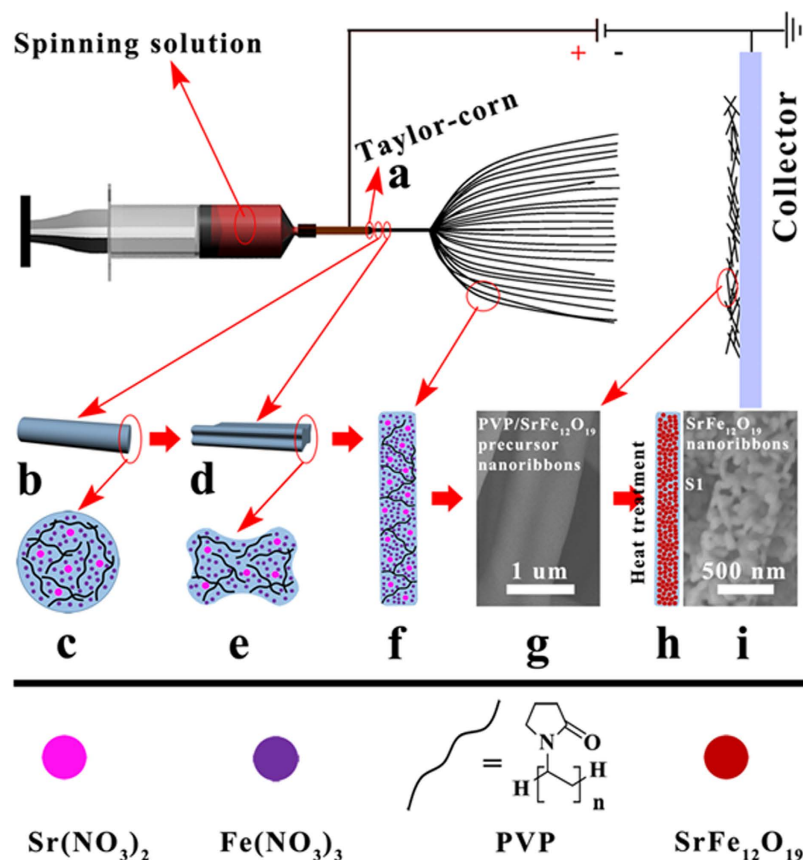 Spinning solution
+ -
Taylor-corn
a
Collector
b
d
PVP/SrFe₁₂O₁₉
precursor
nanoribbons
1 um
Heat treatment
SrFe₁₂O₁₉
nanoribbons
S1
500 nm
c
e
f
g
h
i
=
N
O
H
H
n
Sr(NO₃)₂
Fe(NO₃)₃
PVP
SrFe₁₂O₁₉